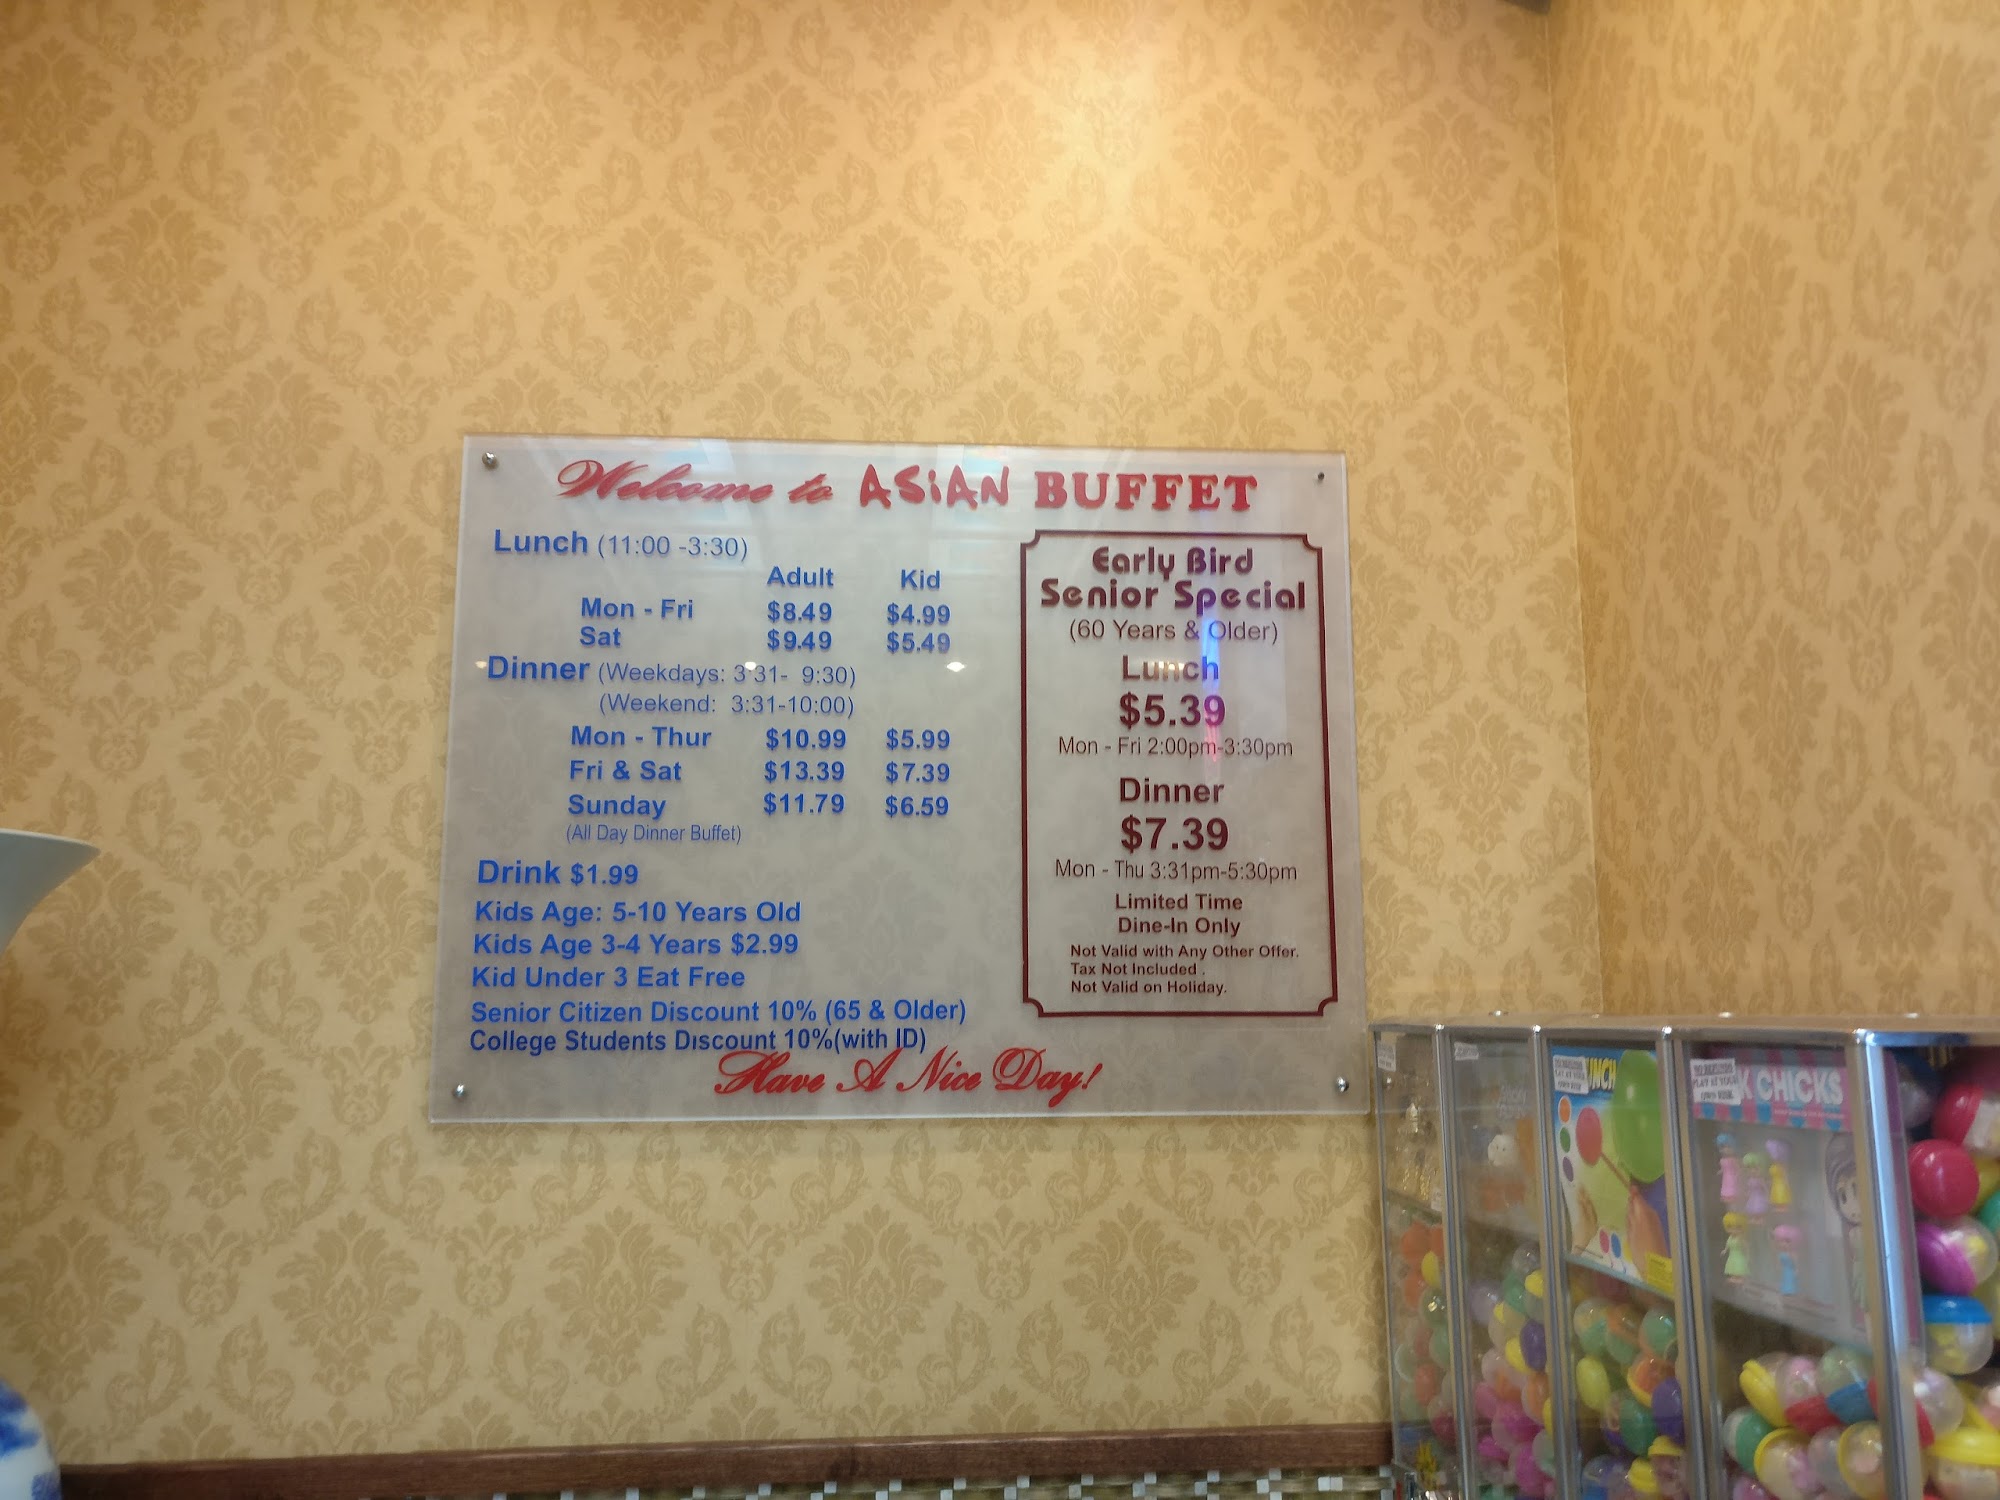 Welcome to ASiAN BUFFET
Lunch (11:00 -3:30)
Adult Kid
Mon - Fri $8.49 $4.99
Sat $9.49 $5.49
Dinner (Weekdays: 3:31- 9:30)
(Weekend: 3:31-10:00)
Mon - Thur $10.99 $5.99
Fri & Sat $13.39 $7.39
Sunday $11.79 $6.59
(All Day Dinner Buffet)
Drink $1.99
Kids Age: 5-10 Years Old
Kids Age 3-4 Years $2.99
Kid Under 3 Eat Free
Senior Citizen Discount 10% (65 & Older)
College Students Discount 10%(with ID)
Have A Nice Day!
Early Bird
Senior Special
(60 Years & Older)
Lunch
$5.39
Mon - Fri 2:00pm-3:30pm
Dinner
$7.39
Mon - Thu 3:31pm-5:30pm
Limited Time
Dine-In Only
Not Valid with Any Other Offer.
Tax Not Included .
Not Valid on Holiday.
CHICKS